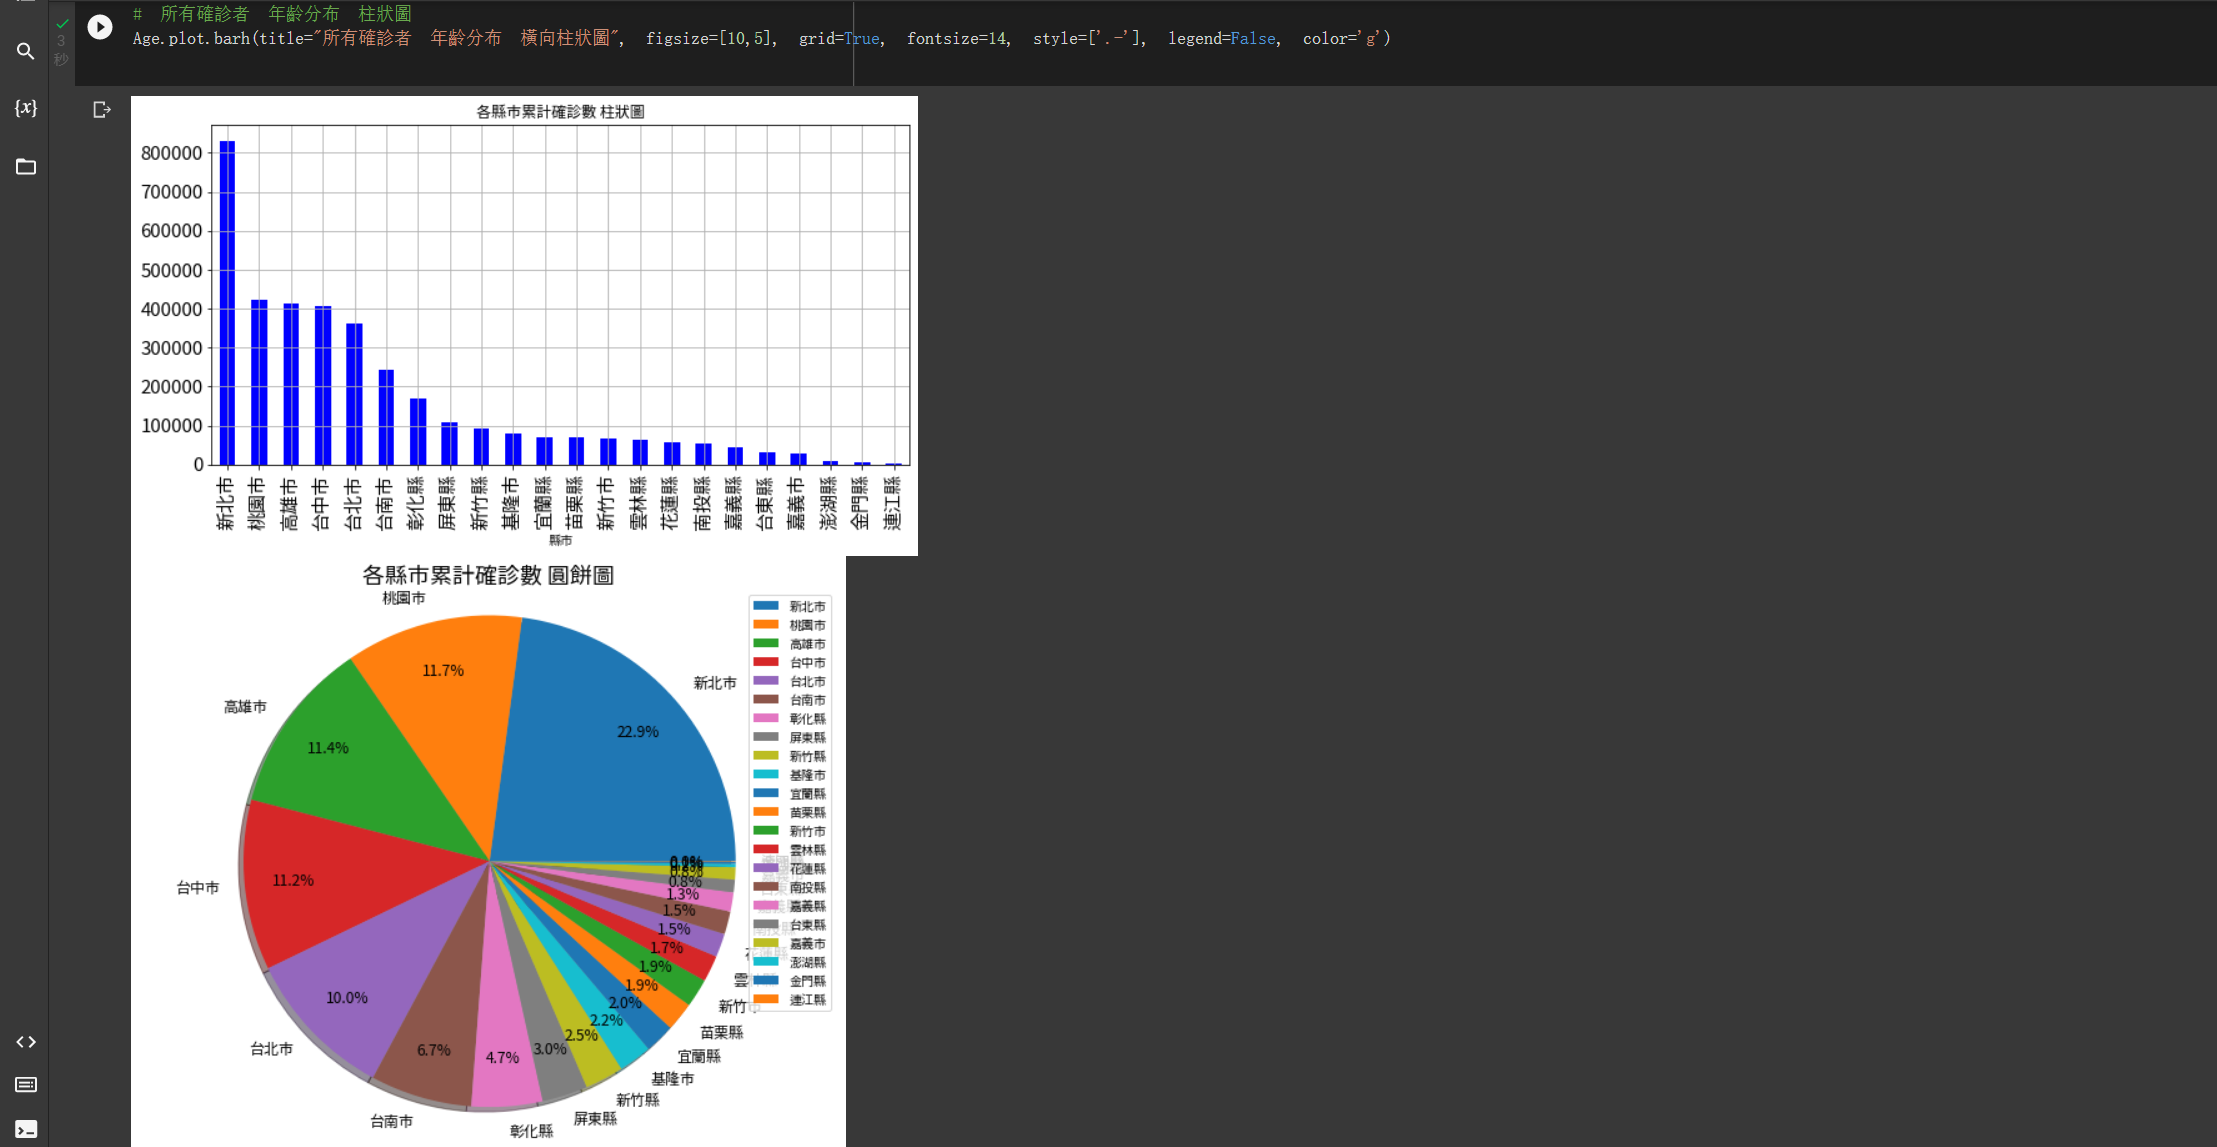 # 所有確診者 年齡分布 柱狀圖
Age.plot.barh(title="所有確診者 年齡分布 橫向柱狀圖", figsize=[10,5], grid=True, fontsize=14, style=['.-'], legend=False, color='g')
3
秒
{x}
各縣市累計確診數 柱狀圖
800000
700000
600000
500000
400000
300000
200000
100000
0
新北市
桃園市
高雄市
台中市
台北市
台南市
彰化縣
屏東縣
新竹縣
基隆市
宜蘭縣
苗栗縣
新竹市
雲林縣
花蓮縣
南投縣
嘉義縣
台東縣
嘉義市
澎湖縣
金門縣
連江縣
縣市
各縣市累計確診數 圓餅圖
桃園市
新北市
高雄市
台中市
台北市
台南市
彰化縣
屏東縣
新竹縣
基隆市
宜蘭縣
苗栗縣
新竹
22.9%
11.7%
11.4%
11.2%
10.0%
6.7%
4.7%
3.0%
2.5%
2.2%
2.0%
1.9%
1.9%
1.7%
1.5%
1.5%
1.3%
0.8%
0.8%
新北市
桃園市
高雄市
台中市
台北市
台南市
彰化縣
屏東縣
新竹縣
基隆市
宜蘭縣
苗栗縣
新竹市
雲林縣
花蓮縣
南投縣
嘉義縣
台東縣
嘉義市
澎湖縣
金門縣
連江縣